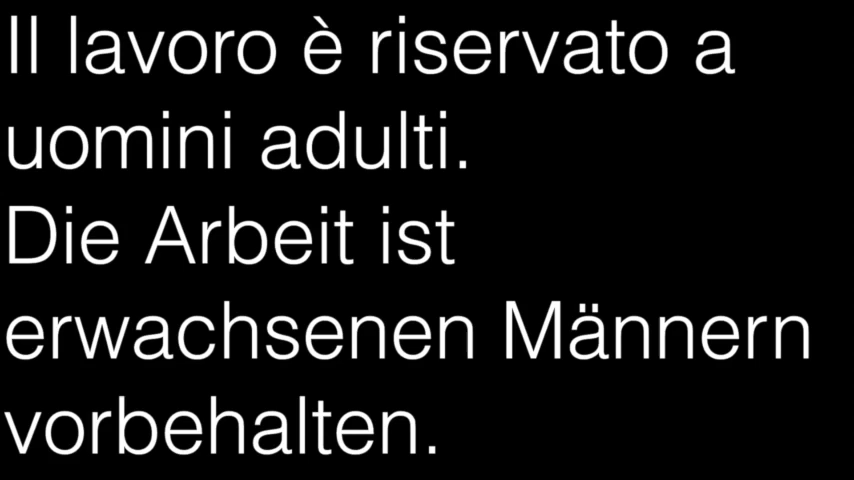 Il lavoro è riservato a
uomini adulti.
Die Arbeit ist
erwachsenen Männern
vorbehalten.